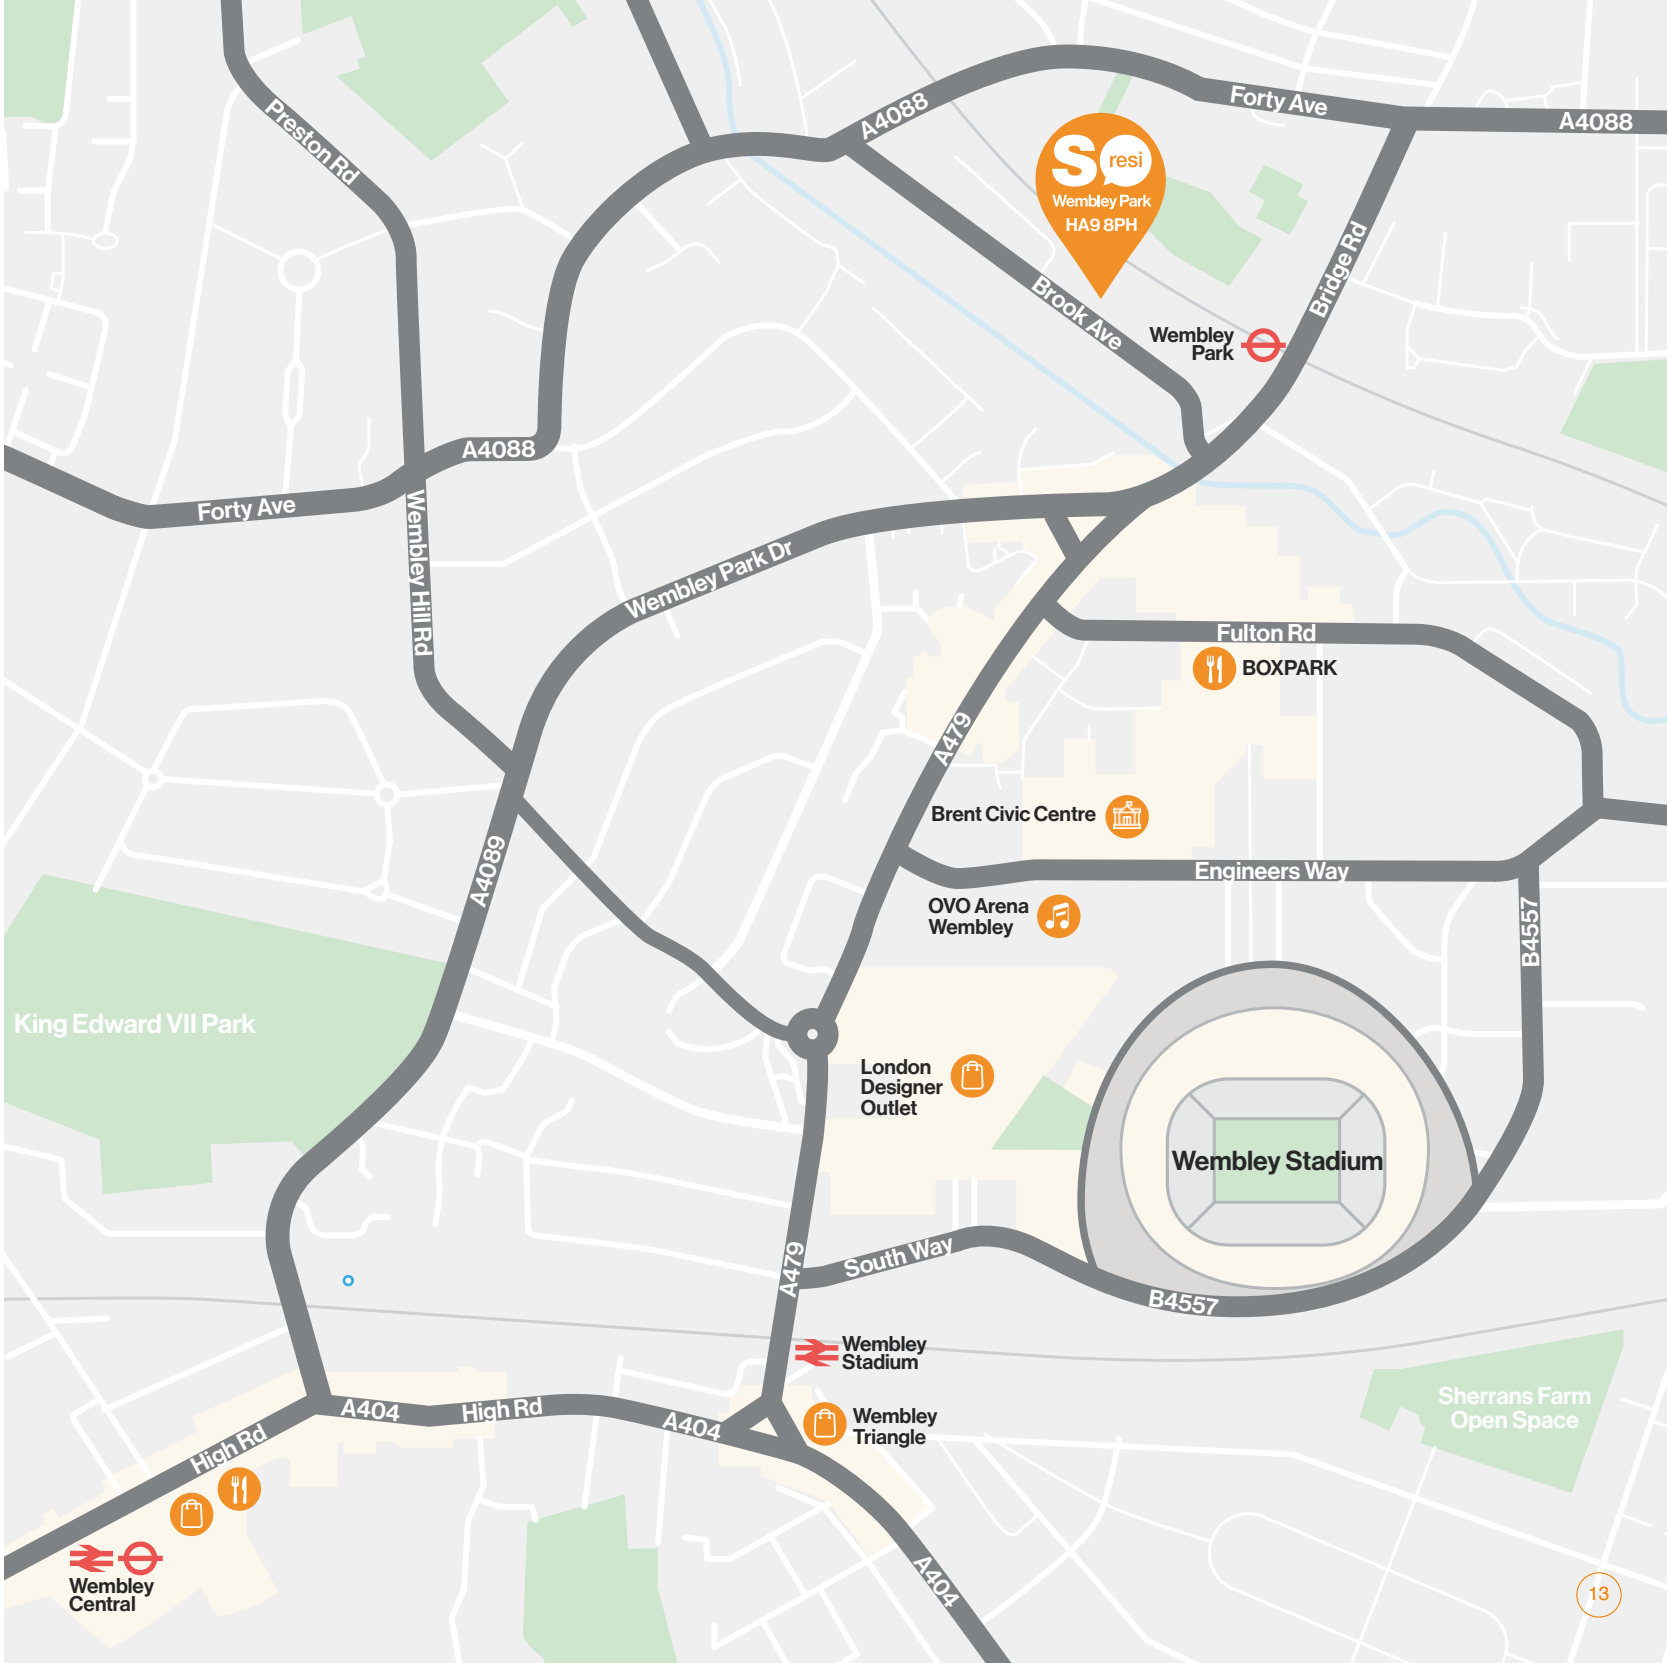 Forty Ave
A4088
A4088
Preston Rd
SO resi
Wembley Park
HA9 8PH
Bridge Rd
Brook Ave
Wembley
Park
A4088
Forty Ave
Wembley Hill Rd
Wembley Park Dr
Fulton Rd
BOXPARK
A479
Brent Civic Centre
A4089
Engineers Way
OVO Arena
Wembley
B4557
King Edward VII Park
London
Designer
Outlet
Wembley Stadium
A479
South Way
B4557
Wembley
Stadium
A404
High Rd
A404
Wembley
Triangle
Sherrans Farm
Open Space
High Rd
Wembley
Central
A404
13